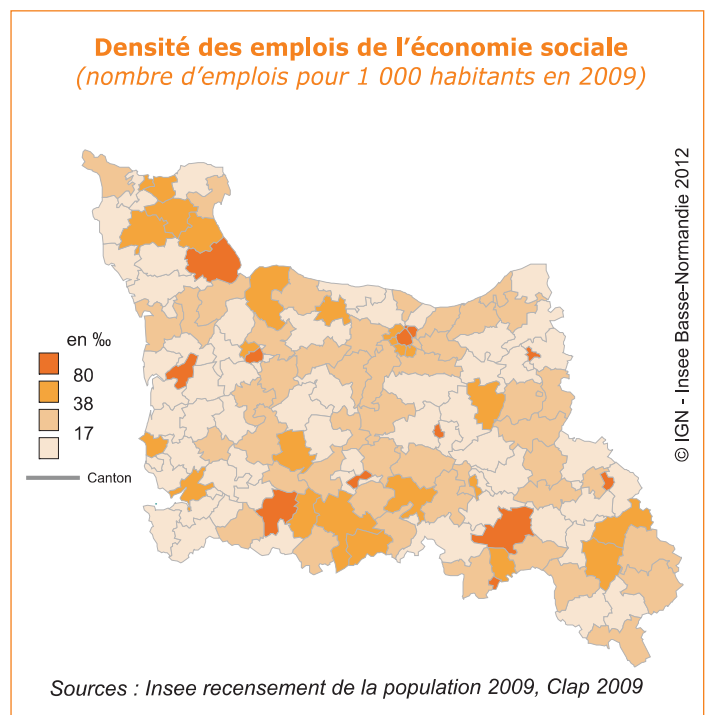 Densité des emplois de l’économie sociale
(nombre d’emplois pour 1 000 habitants en 2009)
© IGN - Insee Basse-Normandie 2012
en ‰
80
38
17
Canton
Sources : Insee recensement de la population 2009, Clap 2009